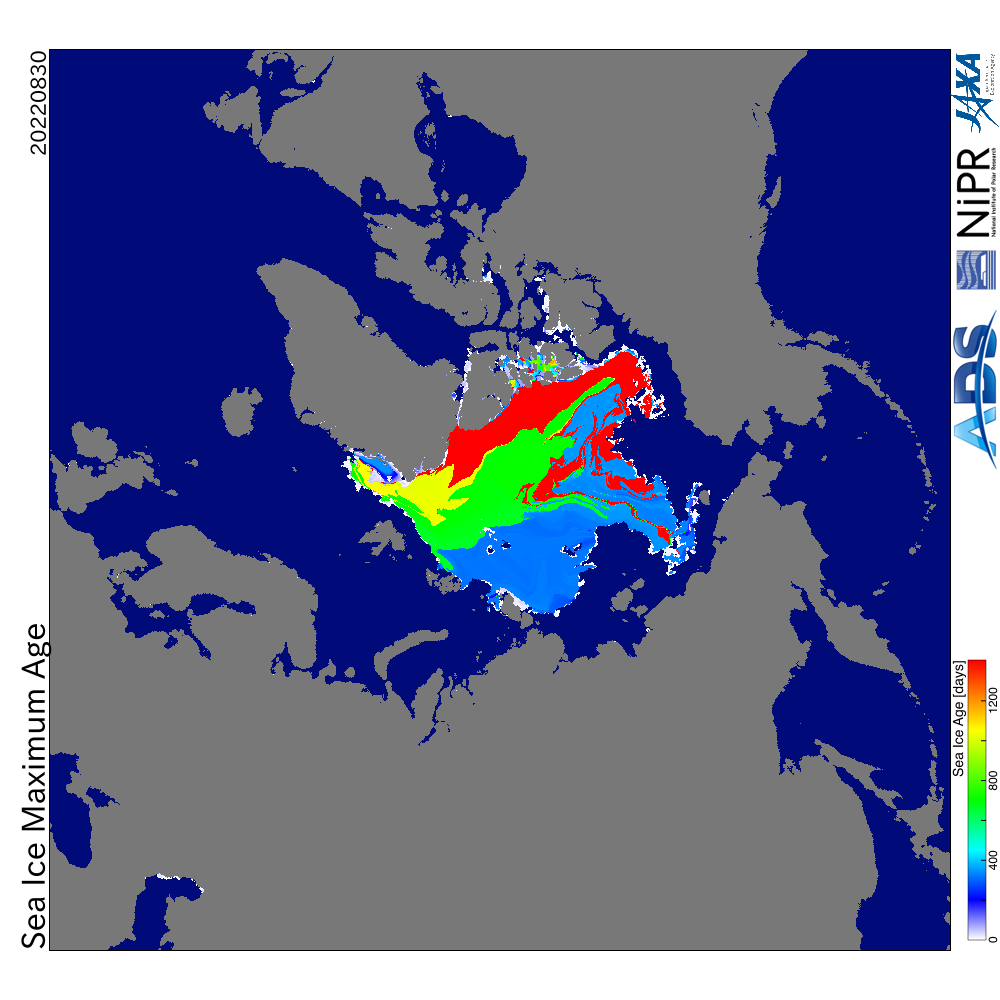 Sea Ice Maximum Age
20220830
Sea Ice Age [days]
0
400
800
1200
ADS
NiPR
National Institute of Polar Research
JAXA